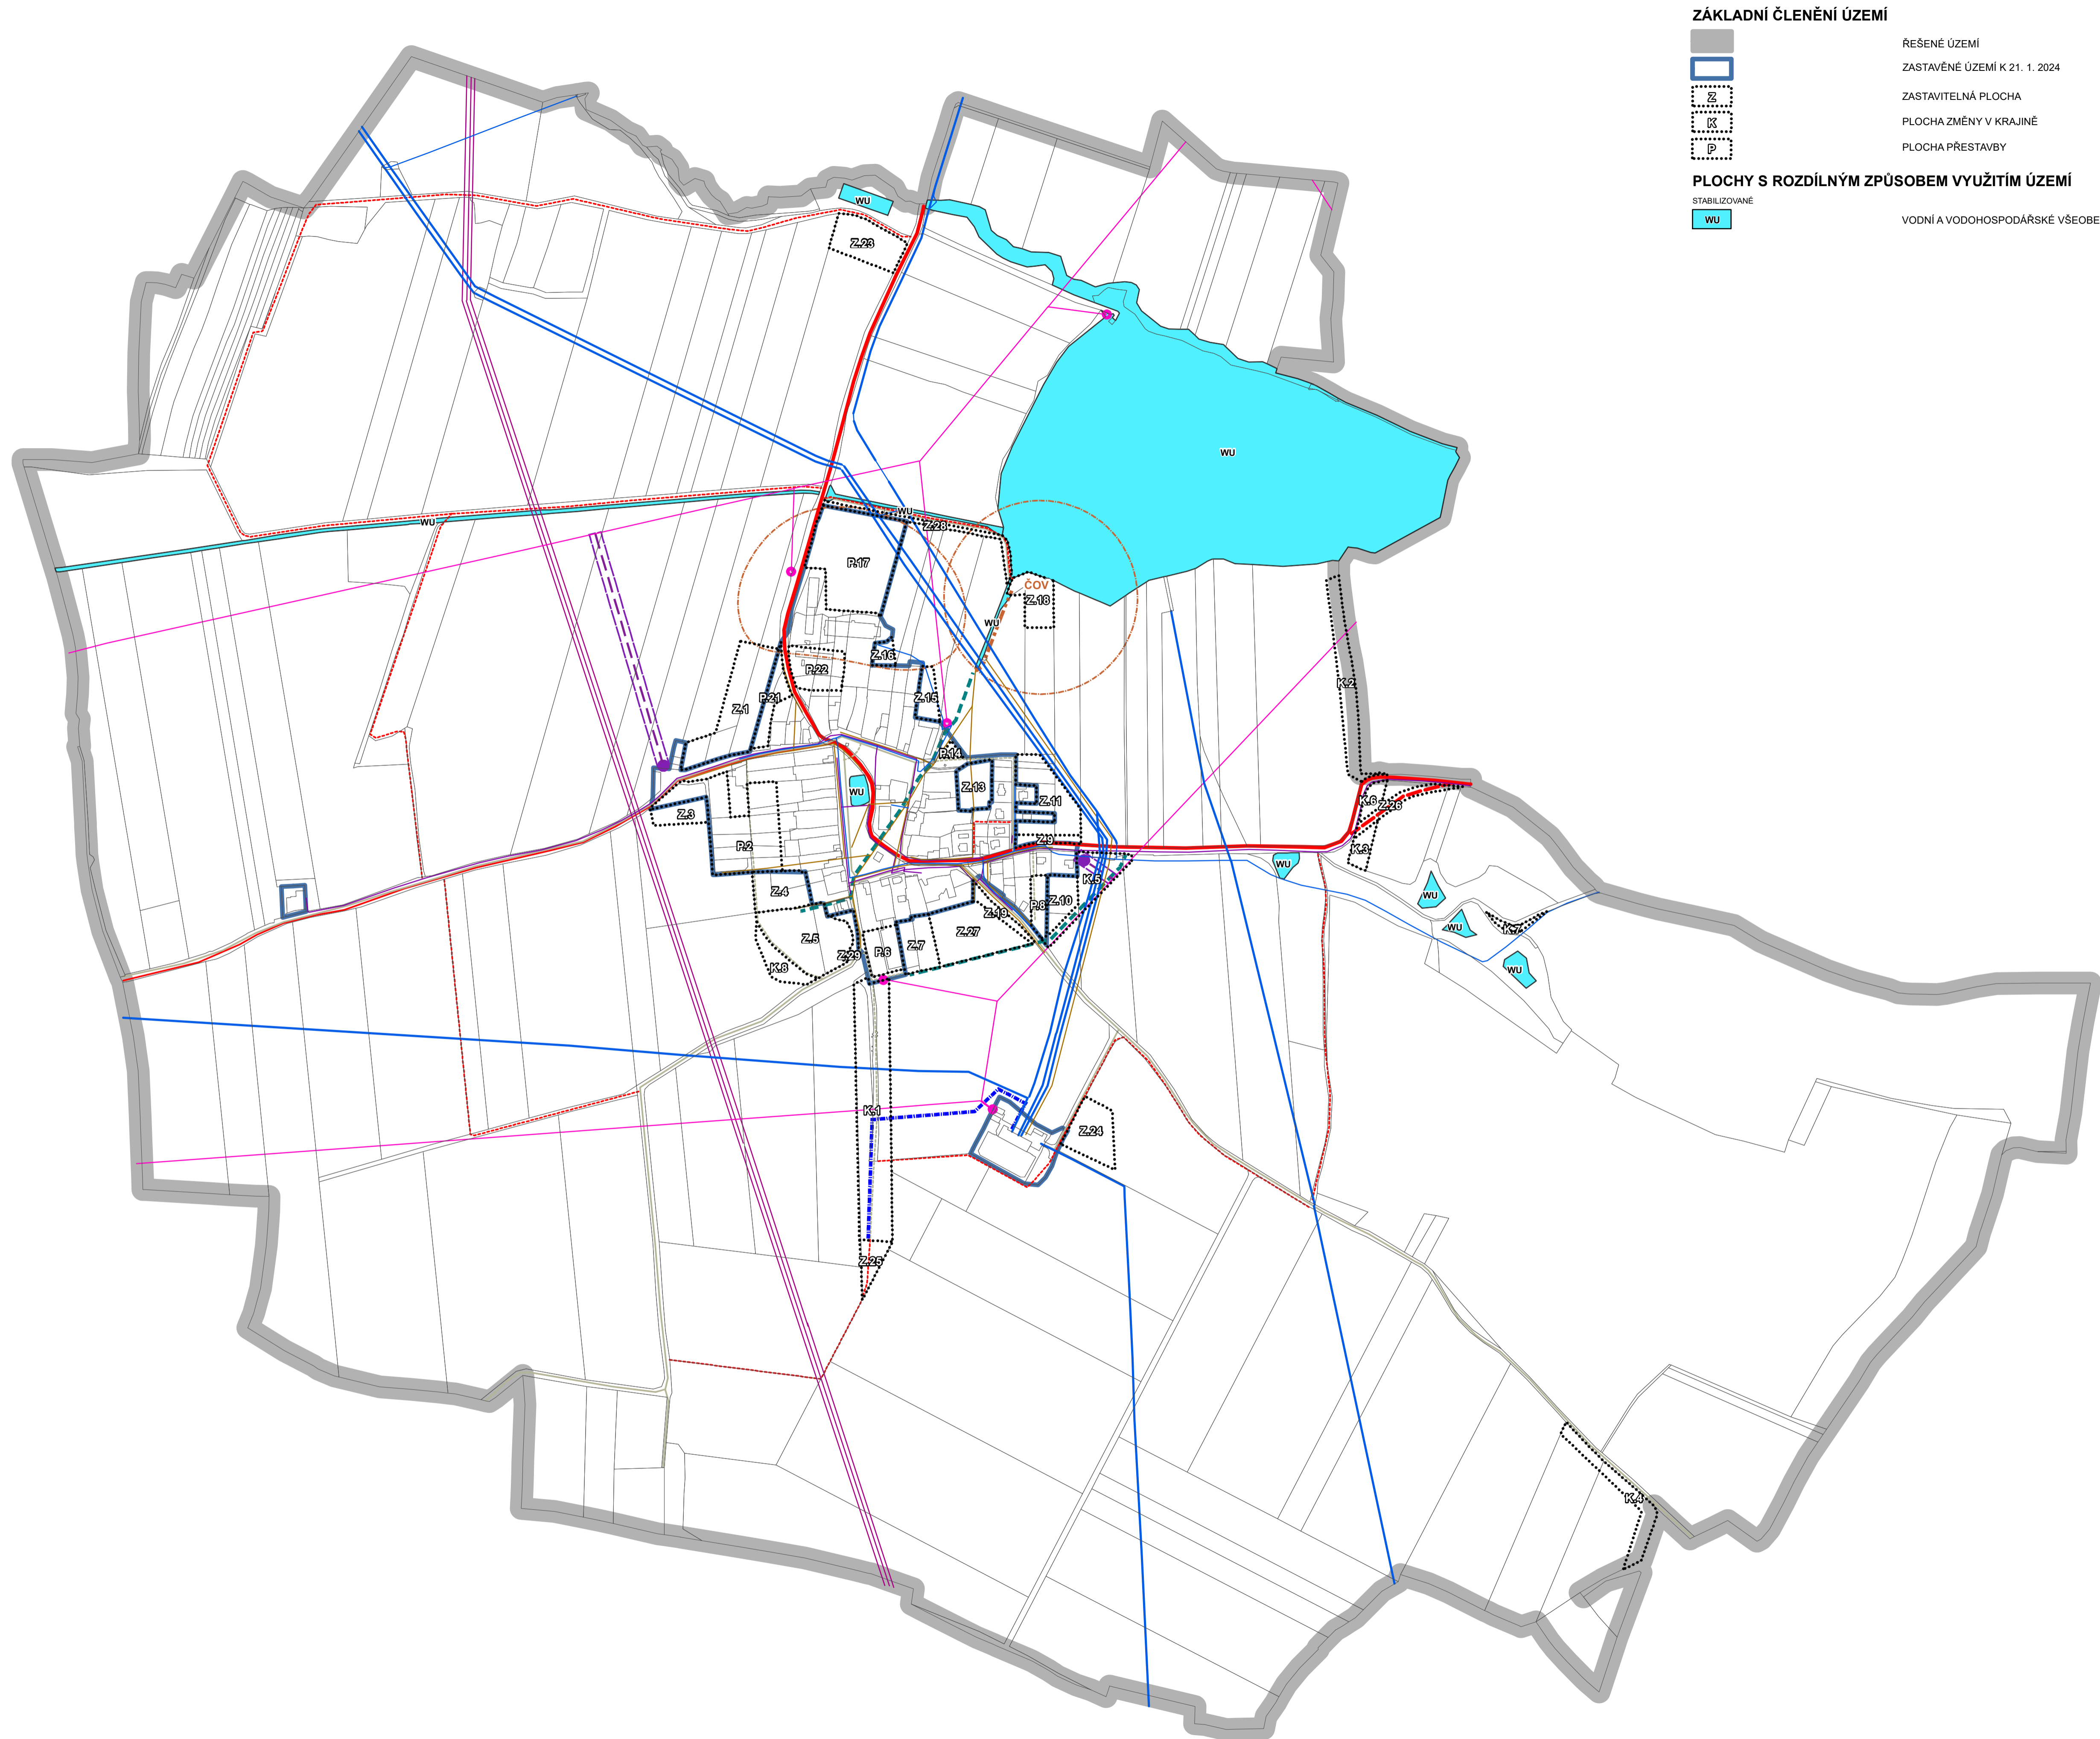 ZÁKLADNÍ ČLENĚNÍ ÚZEMÍ
ŘEŠENÉ ÚZEMÍ
ZASTAVĚNÉ ÚZEMÍ K 21. 1. 2024
Z ZASTAVITELNÁ PLOCHA
K PLOCHA ZMĚNY V KRAJINĚ
P PLOCHA PŘESTAVBY
PLOCHY S ROZDÍLNÝM ZPŮSOBEM VYUŽITÍM ÚZEMÍ
STABILIZOVANÉ
WU VODNÍ A VODOHOSPODÁŘSKÉ VŠEOBE
WU
Z.23
WU
WU
WU
Z.28
P.17
ČOV
Z.18
WU
Z.16
P.22
K.2
P.21
Z.15
Z.1
P.14
WU
Z.13
Z.11
K.6
Z.26
Z.3
Z.9
P.2
K.3
WU
K.5
Z.4
WU
Z.10
P.8
Z.19
WU
K.7
Z.27
Z.5
Z.7
P.6
Z.29
K.8
WU
K.1
Z.24
Z.25
K.4